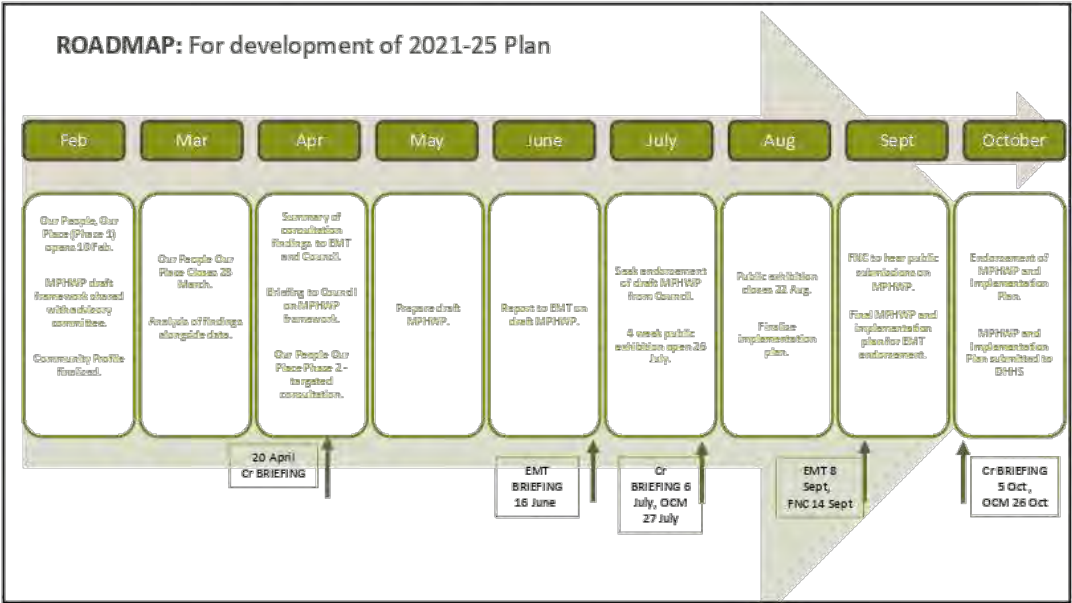 ROADMAP: For development of 2021-25 Plan
Feb
Mar
Apr
May
June
July
Aug
Sept
October
Our People, Our
Place (Phase 1)
opens 10 Feb.
MPHWP draft
framework shared
with advisory
committee.
Community Profile
finalized.
Our People Our
Place Closes 28
March.
Analysis of findings
alongside data.
Summary of
consultation
findings to EMT
and Council.
Briefing to Council
on MPHWP
framework.
Our People Our
Place Phase 2 -
targeted
consultation.
Prepare draft
MPHWP.
Report to EMT on
draft MPHWP.
Seek endorsement
of draft MPHWP
from Council.
4 week public
exhibition open 26
July.
Public exhibition
closes 22 Aug.
Finalize
implementation
plan.
FNC to hear public
submissions on
MPHWP.
Final MPHWP and
implementation
plan for EMT
endorsement.
Endorsement of
MPHWP and
Implementation
Plan.
MPHWP and
Implementation
Plan submitted to
DHHS
20 April
Cr BRIEFING
EMT
BRIEFING
16 June
Cr
BRIEFING 6
July, OCM
27 July
EMT 8
Sept,
FNC 14 Sept
Cr BRIEFING
5 Oct,
OCM 26 Oct